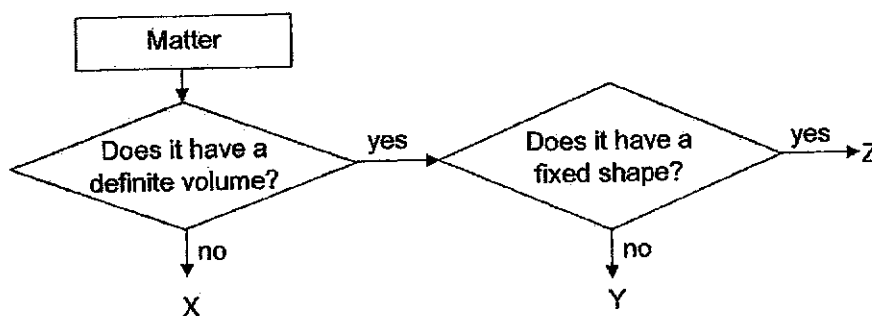 Matter
Does it have a
definite volume?
yes
no
X
Does it have a
fixed shape?
yes
Z
no
Y